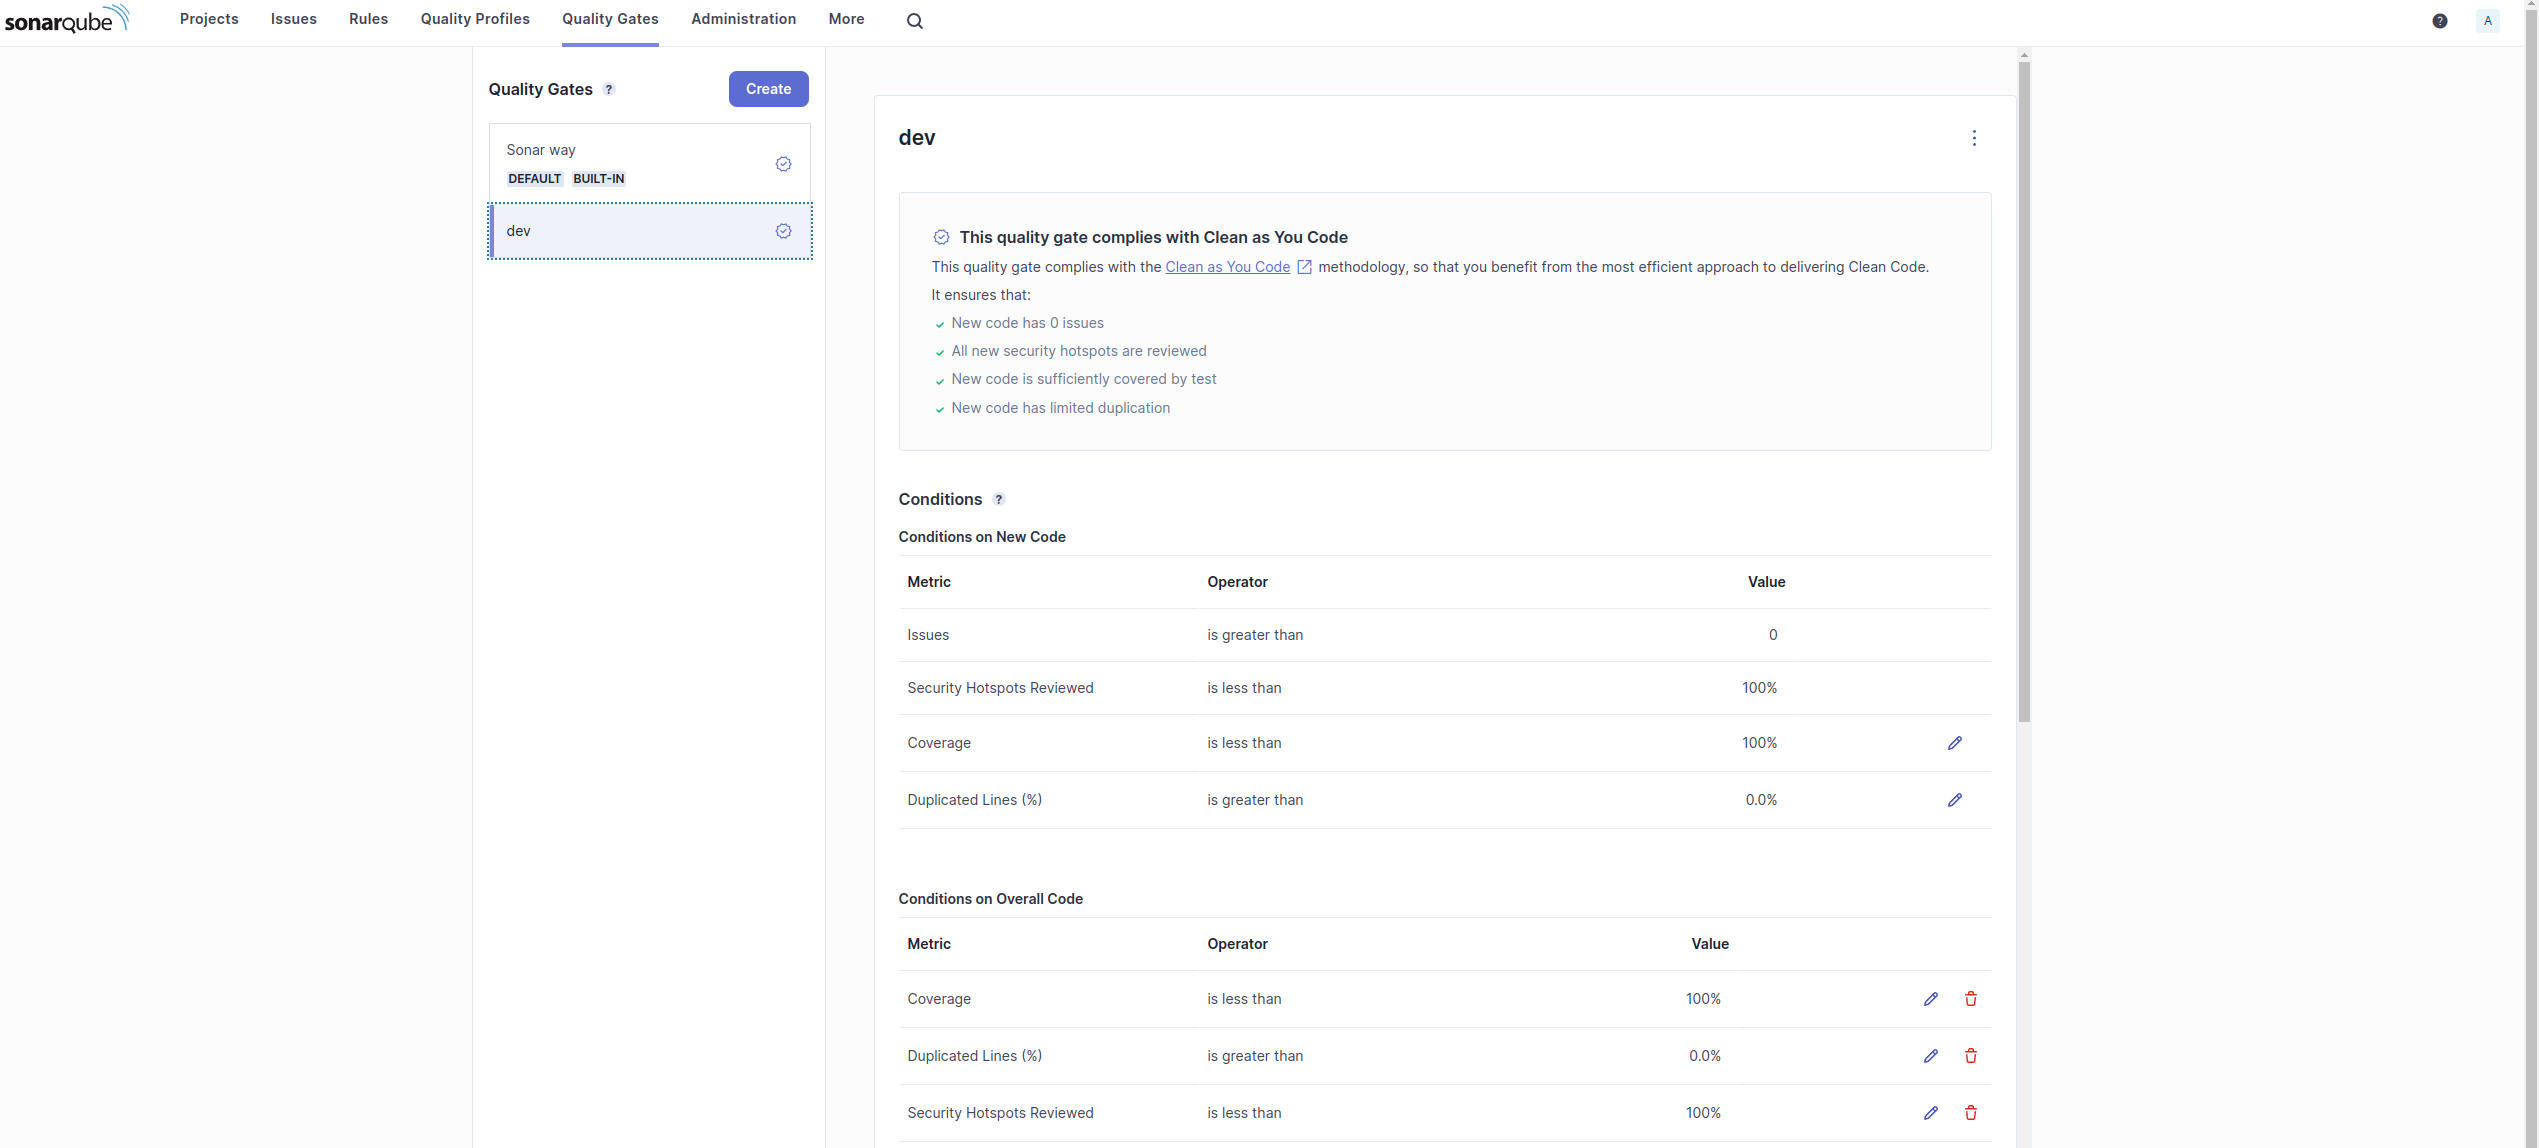 sonarqube Projects Issues Rules Quality Profiles Quality Gates Administration More ? A
Quality Gates ? Create
Sonar way
DEFAULT BUILT-IN
dev
dev
This quality gate complies with Clean as You Code
This quality gate complies with the Clean as You Code methodology, so that you benefit from the most efficient approach to delivering Clean Code.
It ensures that:
New code has 0 issues
All new security hotspots are reviewed
New code is sufficiently covered by test
New code has limited duplication
Conditions ?
Conditions on New Code
Metric Operator Value
Issues is greater than 0
Security Hotspots Reviewed is less than 100%
Coverage is less than 100%
Duplicated Lines (%) is greater than 0.0%
Conditions on Overall Code
Metric Operator Value
Coverage is less than 100%
Duplicated Lines (%) is greater than 0.0%
Security Hotspots Reviewed is less than 100%